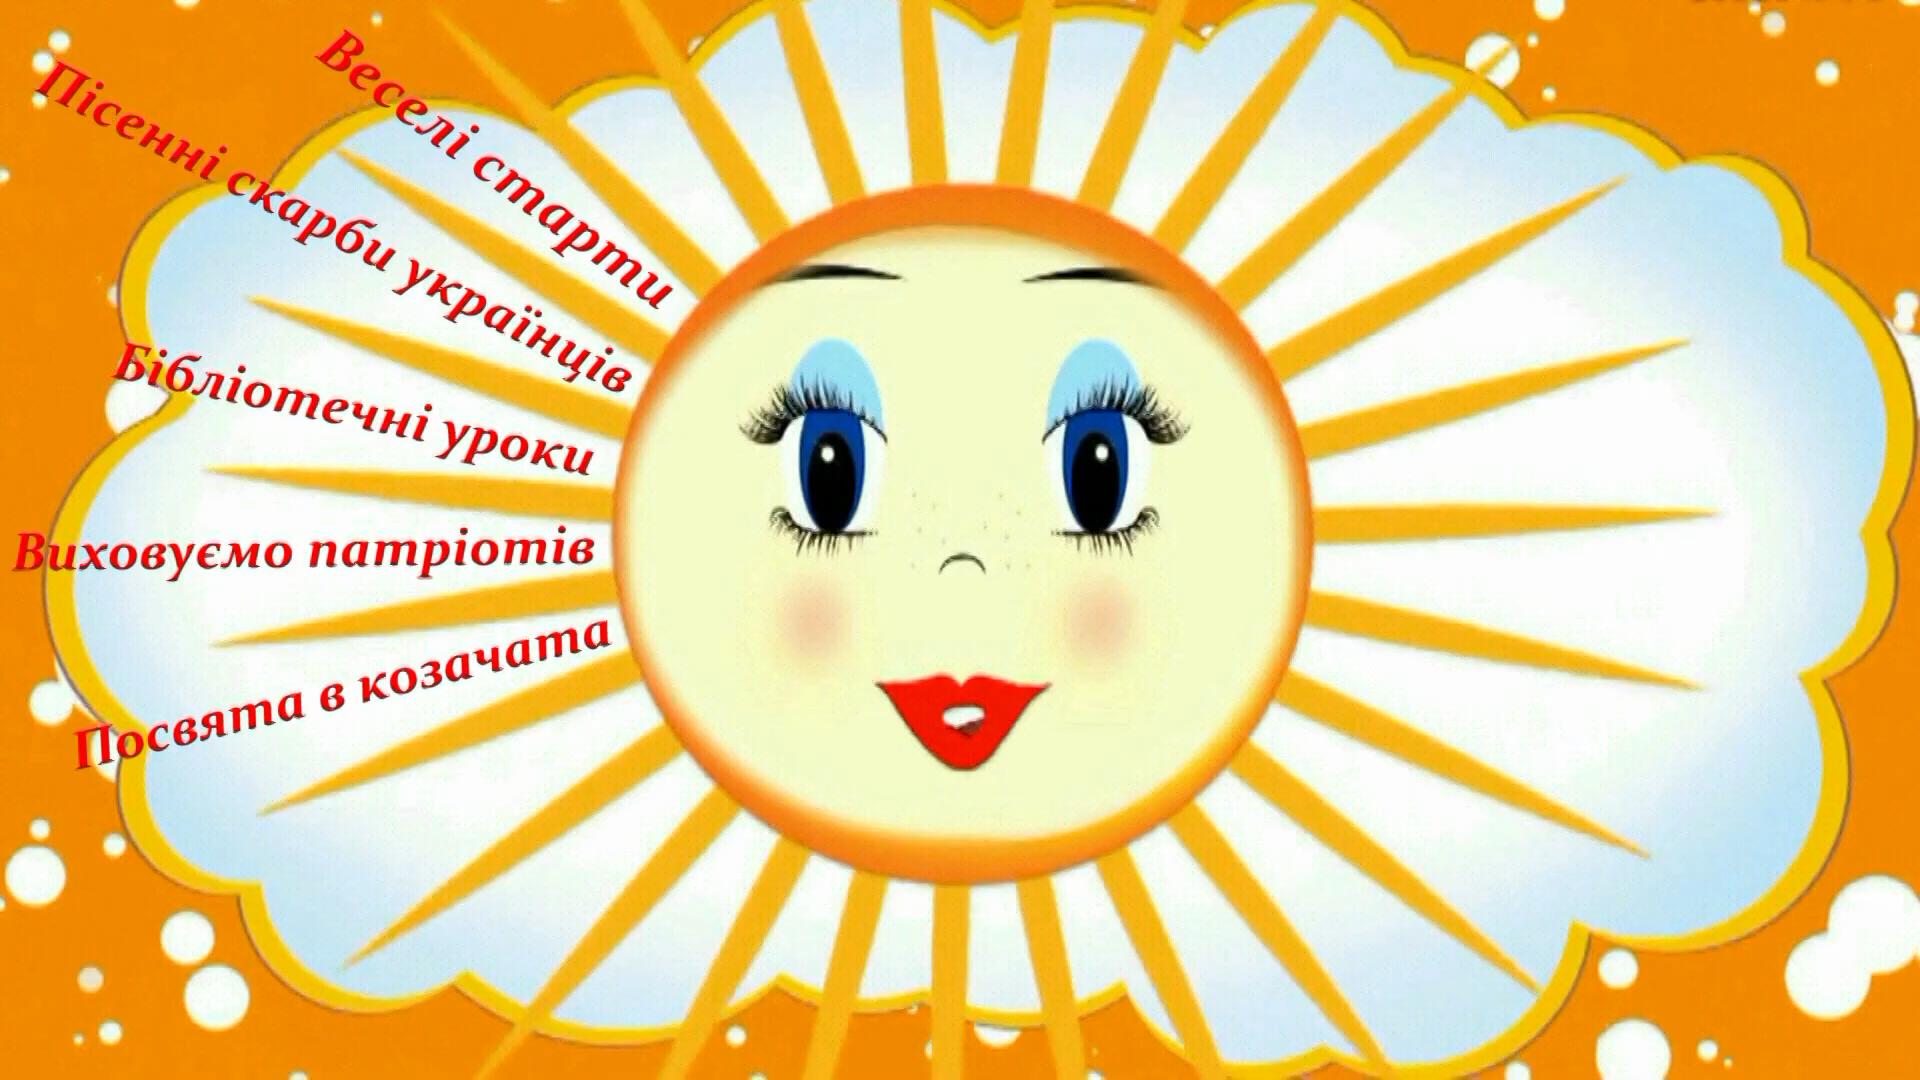 Веселі старти
Пісенні скарби українців
Бібліотечні уроки
Виховуємо патріотів
Посвята в козачата